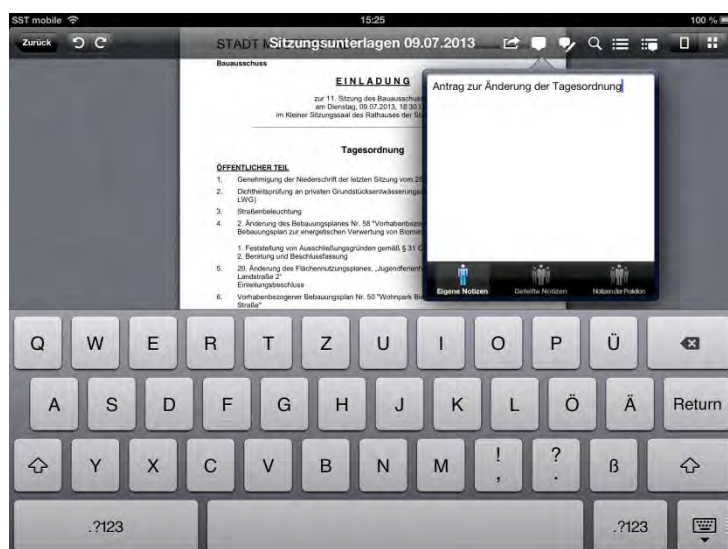 SST mobile
15:25
100 %
Zurück
STADT
Sitzungsunterlagen 09.07.2013
Bauausschuss
EINLADUNG
zur 11. Sitzung des Bauausschusses
am Dienstag, 09.07.2013, 18:30
im Kleiner Sitzungssaal des Rathauses der
Tagesordnung
ÖFFENTLICHER TEIL
1. Genehmigung der Niederschrift der letzten Sitzung vom
2. Dichtheitsprüfung an privaten Grundstücksentwässerungs
LWG)
3. Straßenbeleuchtung
4. 2. Änderung des Bebauungsplanes Nr. 58 "Vorhabenbezo
Bebauungsplan zur energetischen Verwertung von
1. Feststellung von Ausschließungsgründen gemäß § 31
2. Beratung und Beschlussfassung
5. 20. Änderung des Flächennutzungsplanes, „Jugendferienh
Landstraße 2"
Einleitungsbeschluss
6. Vorhabenbezogener Bebauungsplan Nr. 50 "Wohnpark
Straße"
Antrag zur Änderung der Tagesordnung
Eigene Notizen
Geteilte Notizen
Notizen der Fraktion
Q W E R T Z U I O P Ü
A S D F G H J K L Ö Ä Return
Y X C V B N M ! , ? . ß
.?123 .?123